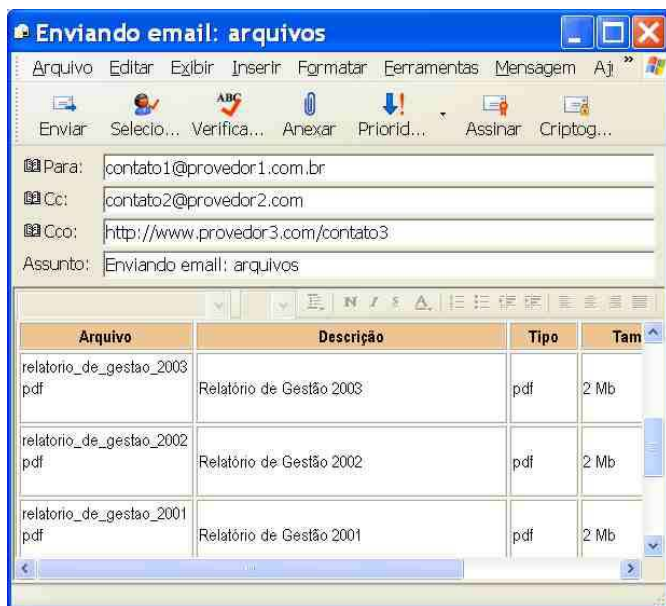 Enviando email: arquivos
Arquivo Editar Exibir Inserir Formatar Ferramentas Mensagem Aj »
Enviar Selecio... Verifica... Anexar Priorid... Assinar Criptog...
Para: contato1@provedor1.com.br
Cc: contato2@provedor2.com
Cco: http://www.provedor3.com/contato3
Assunto: Enviando email: arquivos
N I S A
Arquivo Descrição Tipo Tam
relatorio_de_gestao_2003
pdf Relatório de Gestão 2003 pdf 2 Mb
relatorio_de_gestao_2002
pdf Relatório de Gestão 2002 pdf 2 Mb
relatorio_de_gestao_2001
pdf Relatório de Gestão 2001 pdf 2 Mb